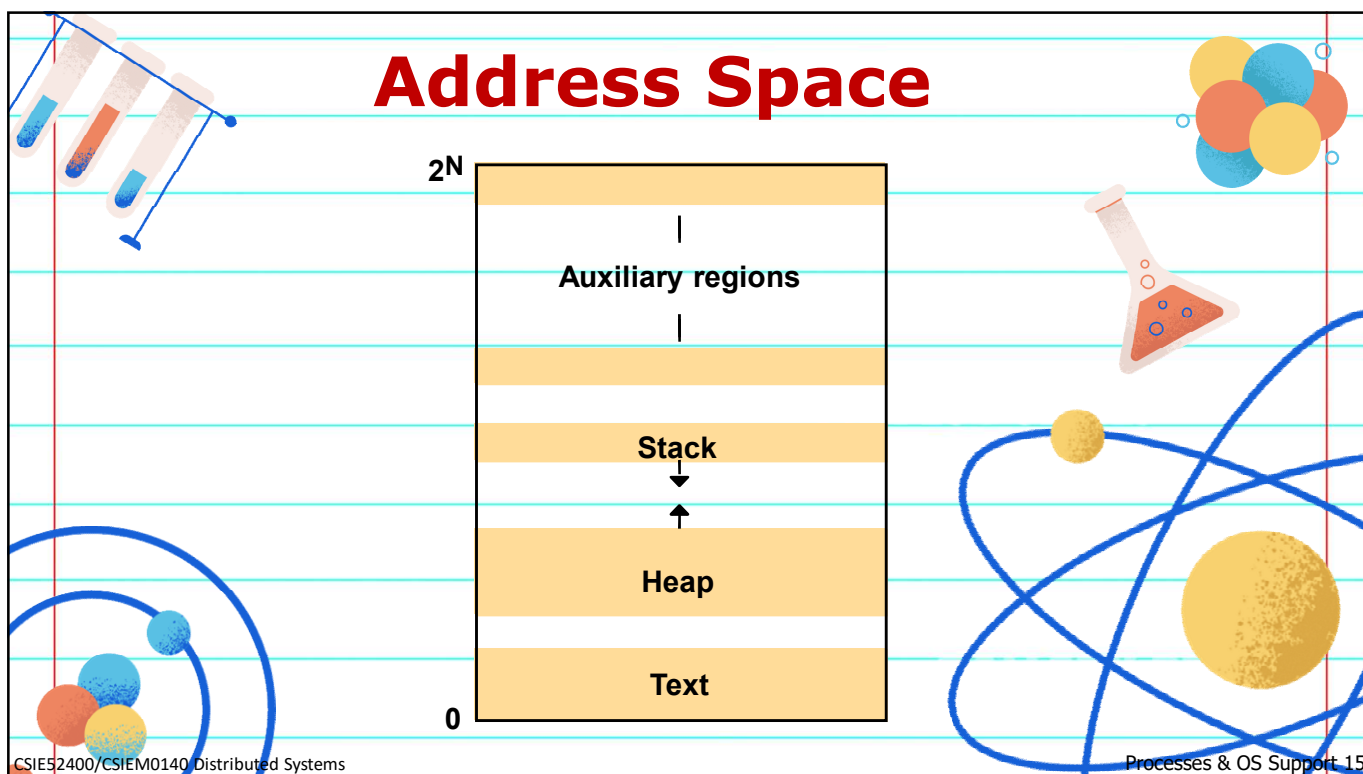 Address Space
2N
Auxiliary regions
Stack
Heap
Text
0
CSIE52400/CSIEM0140 Distributed Systems
Processes & OS Support 15